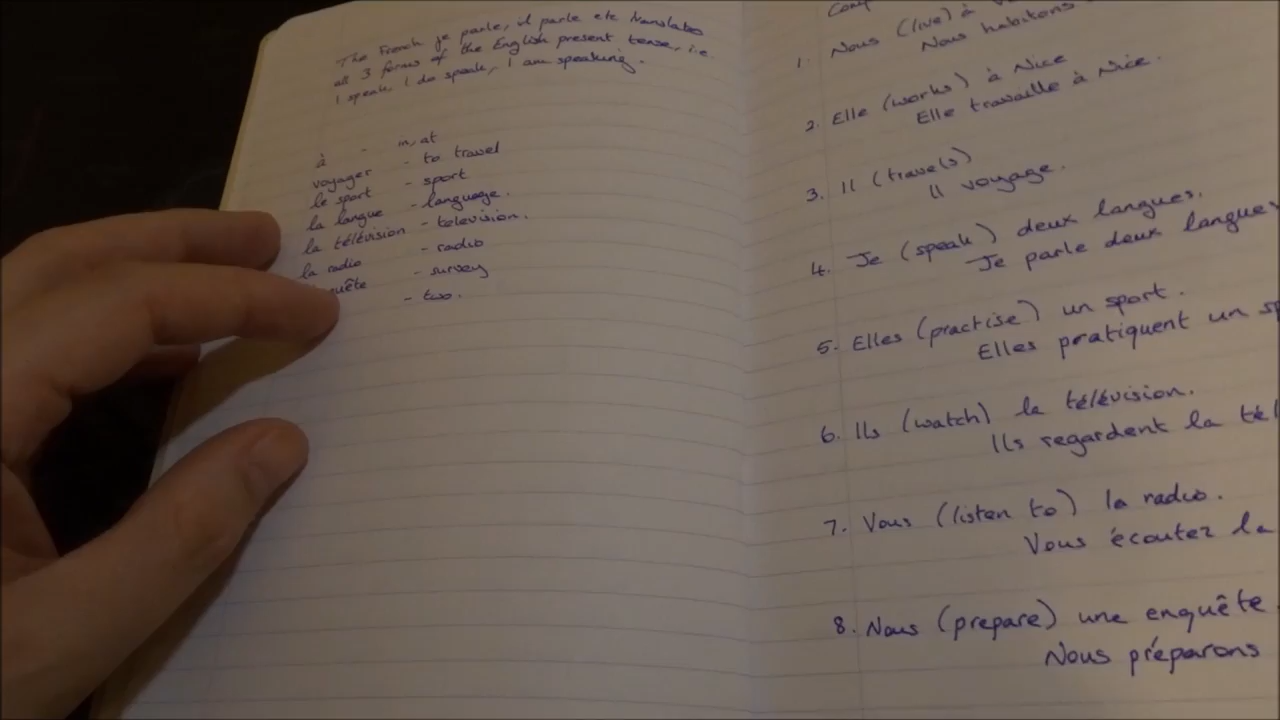 The French je parle, il parle etc translates
all 3 forms of the English present tense, i.e.
I speak, I do speak, I am speaking.
à - in, at
voyager - to travel
le sport - sport
la langue - language.
la télévision - television.
la radio - radio
quête - survey
- two.
Comp
1. Nous (live) à
Nous habitons
2. Elle (works) à Nice
Elle travaille à Nice.
3. Il (travels)
Il voyage.
4. Je (speak) deux langues.
Je parle deux langues
5. Elles (practise) un sport.
Elles pratiquent un sp
6. Ils (watch) la télévision.
Ils regardent la tél
7. Vous (listen to) la radio.
Vous écoutez la
8. Nous (prepare) une enquête
Nous préparons